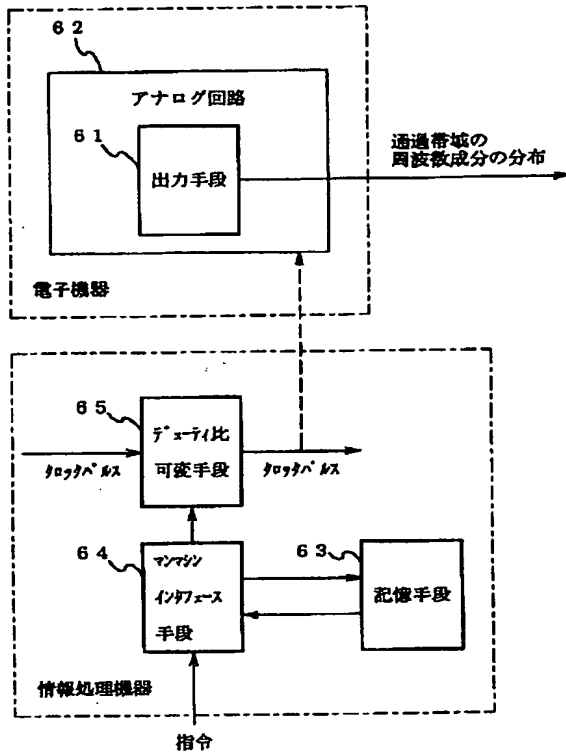 62
アナログ回路
61
出力手段
通過帯域の
周波数成分の分布
電子機器
65
デューティ比
可変手段
クロックパルス
クロックパルス
64
マンマシン
インタフェース
手段
63
記憶手段
情報処理機器
指令